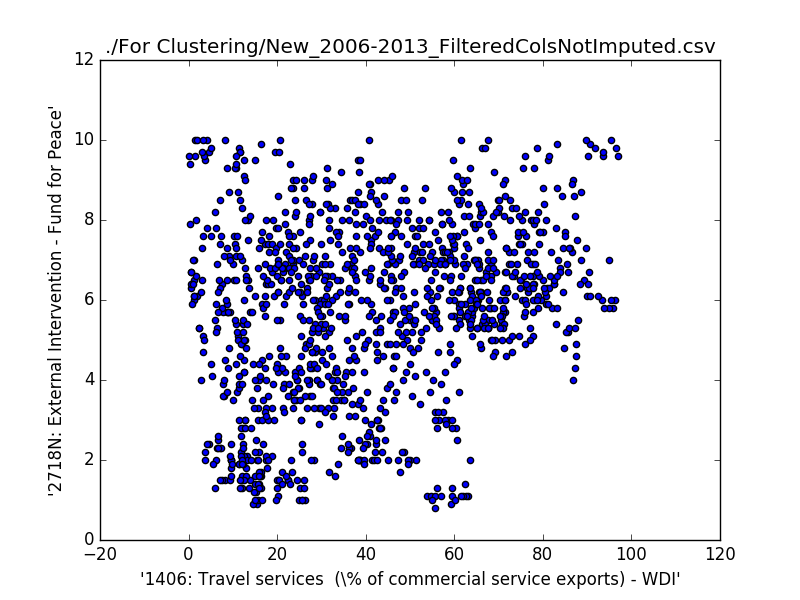 ./For Clustering/New_2006-2013_FilteredColsNotImputed.csv
12
10
8
6
4
2
0
'2718N: External Intervention - Fund for Peace'
−20 0 20 40 60 80 100 120
'1406: Travel services  (\% of commercial service exports) - WDI'